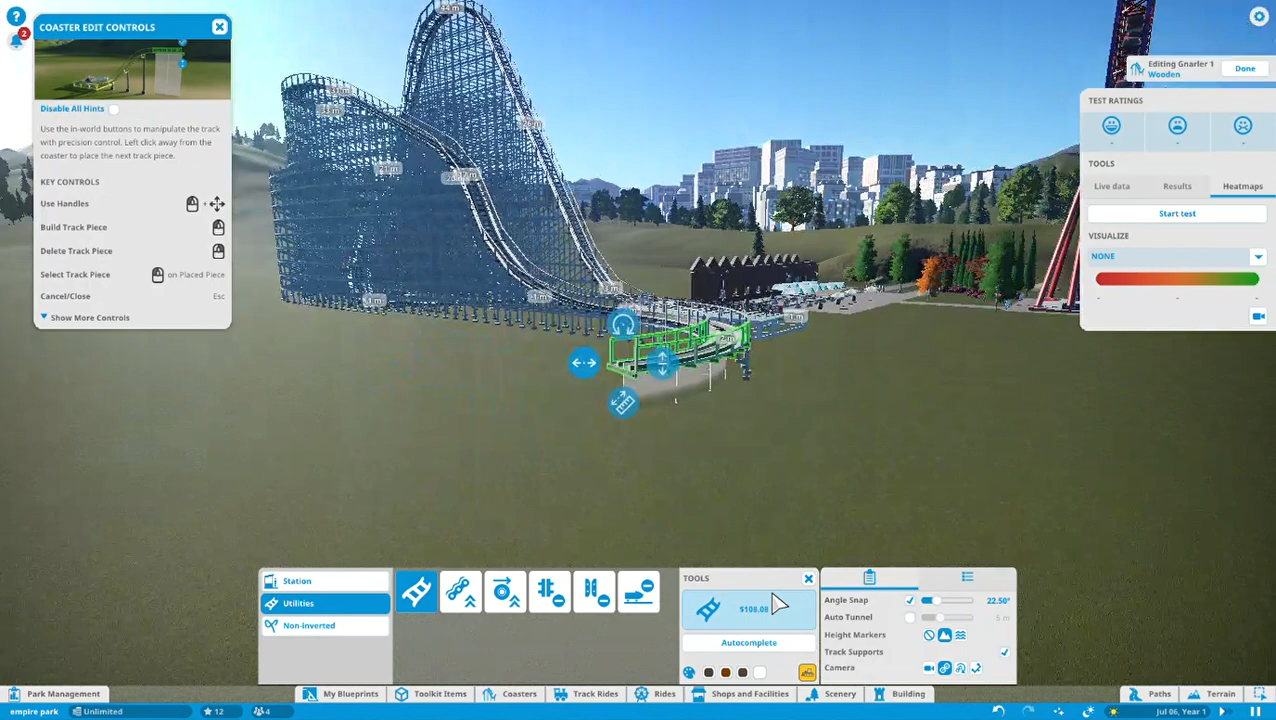 ?
2
COASTER EDIT CONTROLS
Disable All Hints
Use the in-world buttons to manipulate the track
with precision control. Left click away from the
coaster to place the next track piece.
KEY CONTROLS
Use Handles
+
Build Track Piece
Delete Track Piece
Select Track Piece on Placed Piece
Cancel/Close Esc
Show More Controls
44 m
1 m
1 m
Editing Gnarler 1
Wooden
Done
TEST RATINGS
- - -
TOOLS
Live data Results Heatmaps
Start test
VISUALIZE
NONE
- - -
Station
Utilities
Non-inverted
TOOLS
$108.08
Autocomplete
Angle Snap 22.50°
Auto Tunnel 5 m
Height Markers
Track Supports
Camera
Park Management My Blueprints Toolkit Items Coasters Track Rides Rides Shops and Facilities Scenery Building Paths Terrain
empire park Unlimited 12 4 Jul 06, Year 1